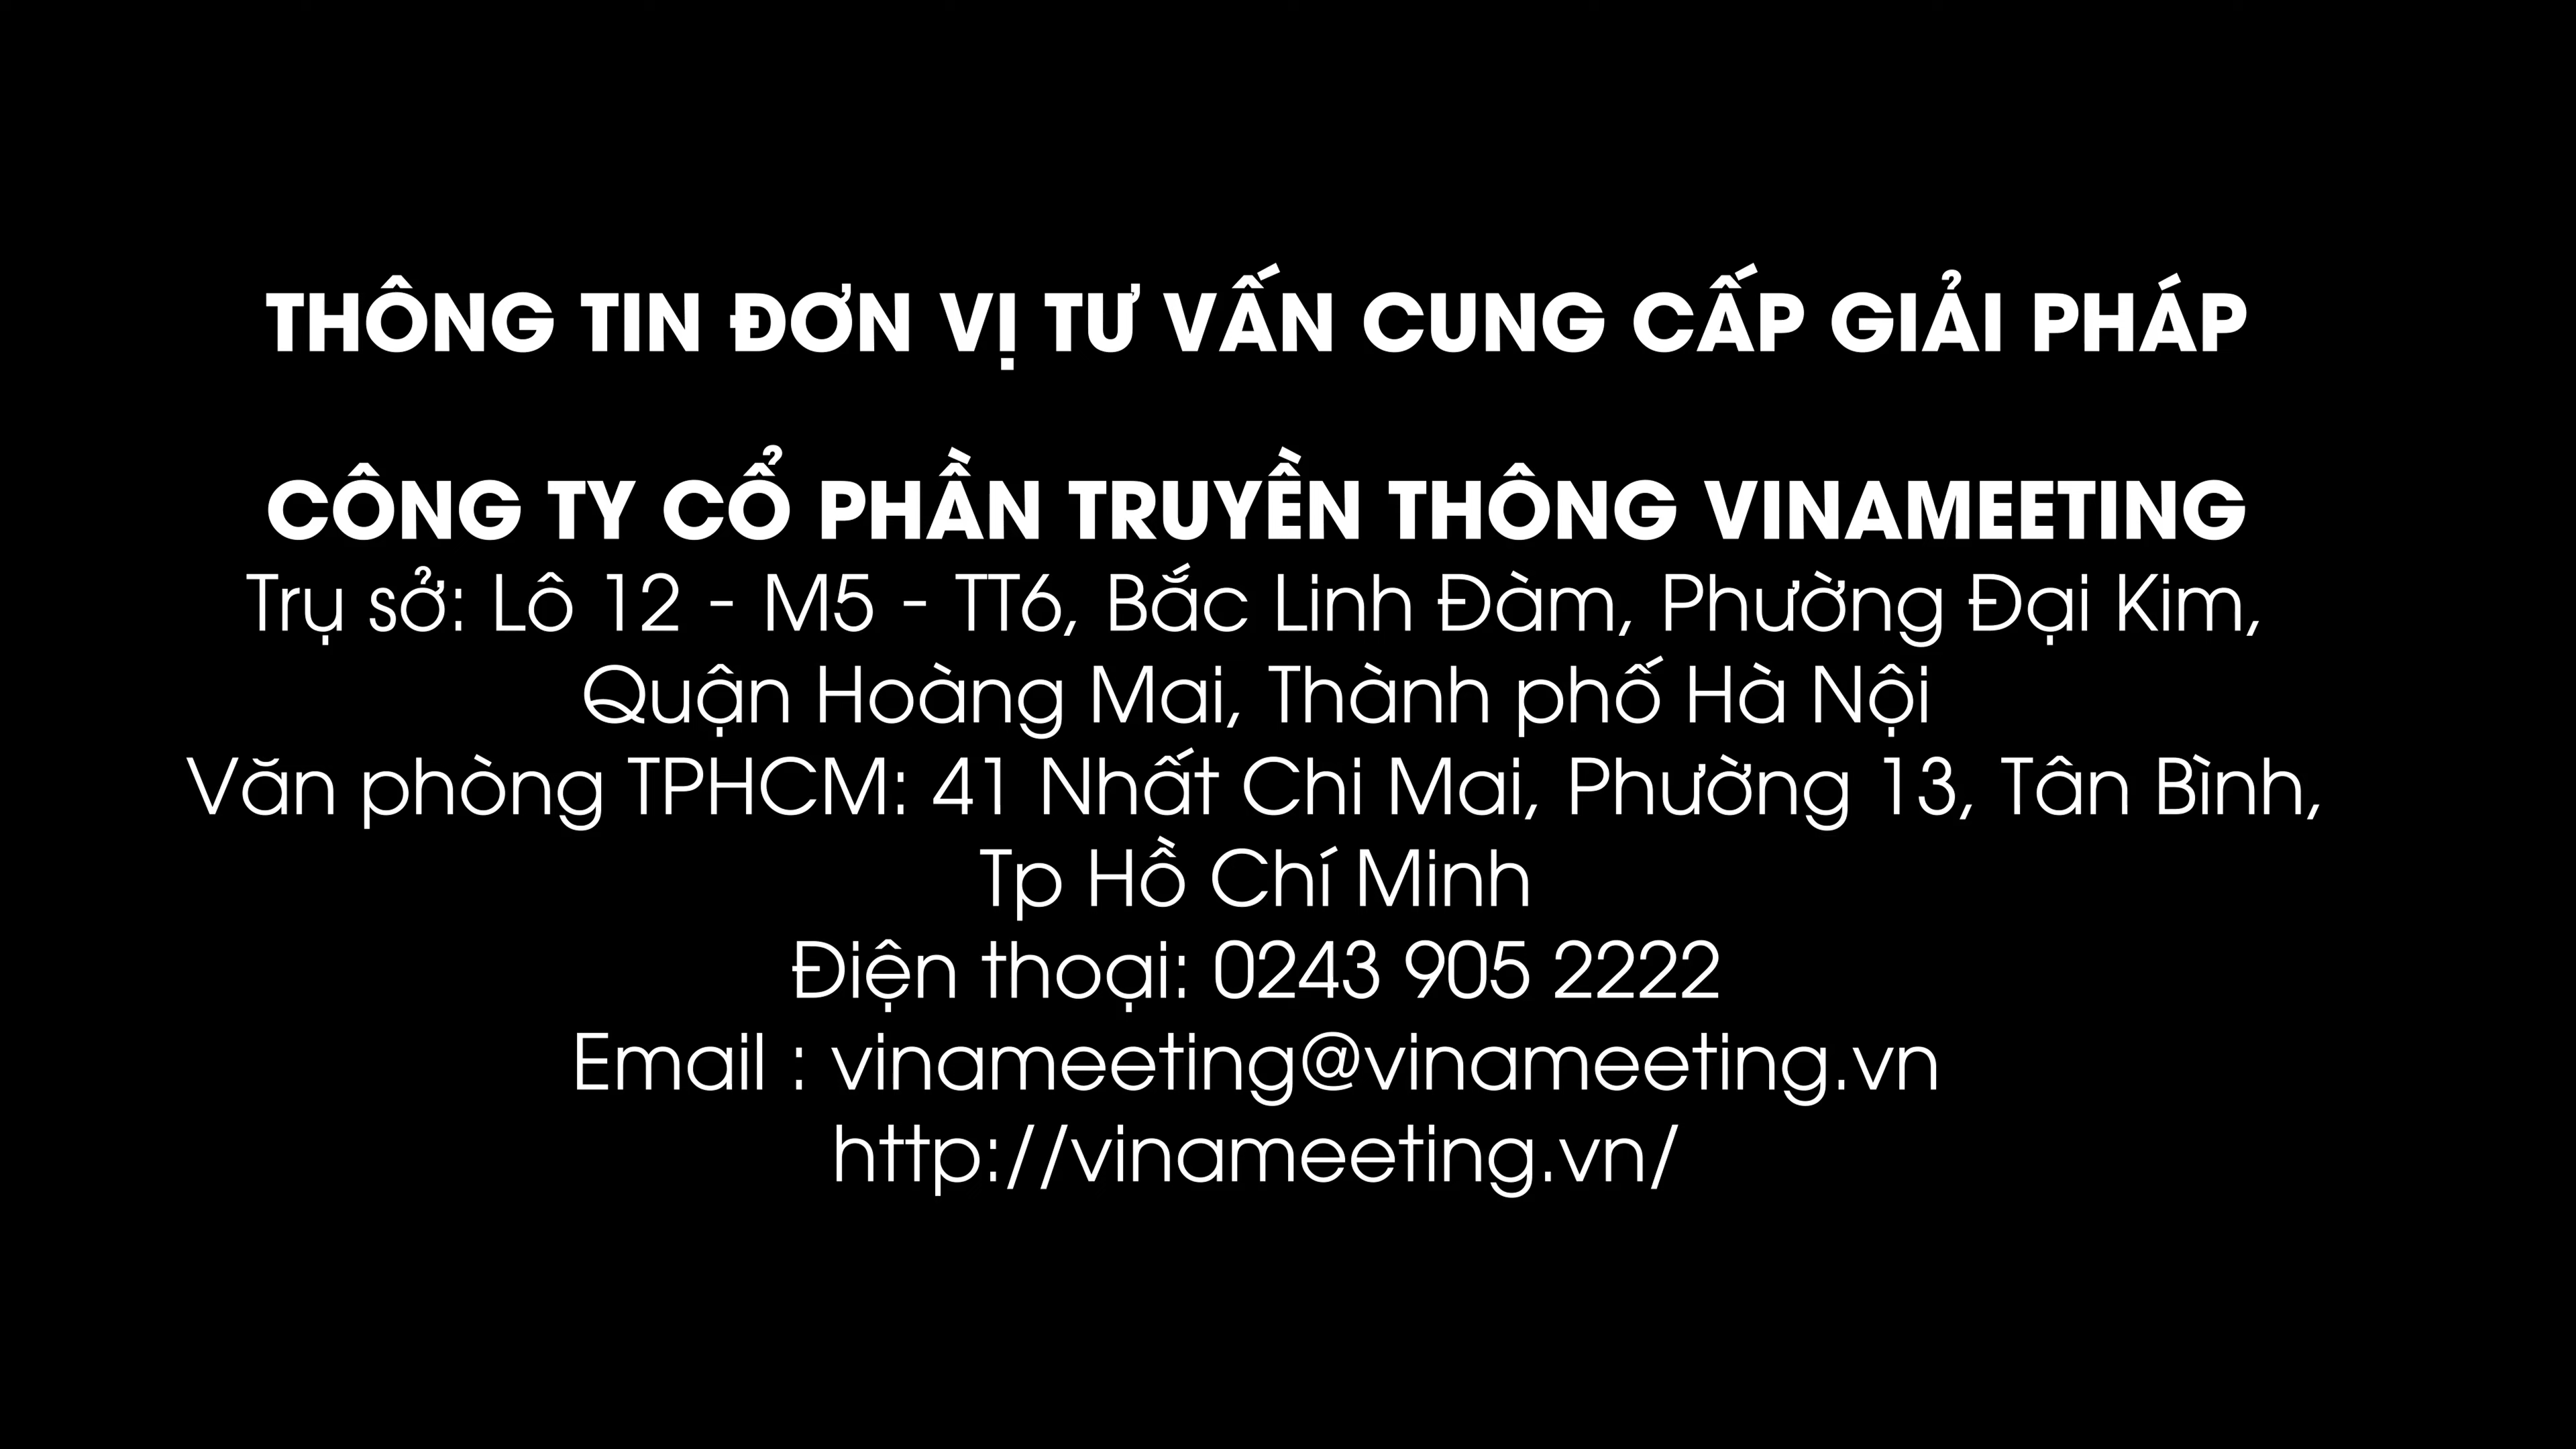 THÔNG TIN ĐƠN VỊ TƯ VẤN CUNG CẤP GIẢI PHÁP
CÔNG TY CỔ PHẦN TRUYỀN THÔNG VINAMEETING
Trụ sở: Lô 12 - M5 - TT6, Bắc Linh Đàm, Phường Đại Kim,
Quận Hoàng Mai, Thành phố Hà Nội
Văn phòng TPHCM: 41 Nhất Chi Mai, Phường 13, Tân Bình,
Tp Hồ Chí Minh
Điện thoại: 0243 905 2222
Email : vinameeting@vinameeting.vn
http://vinameeting.vn/